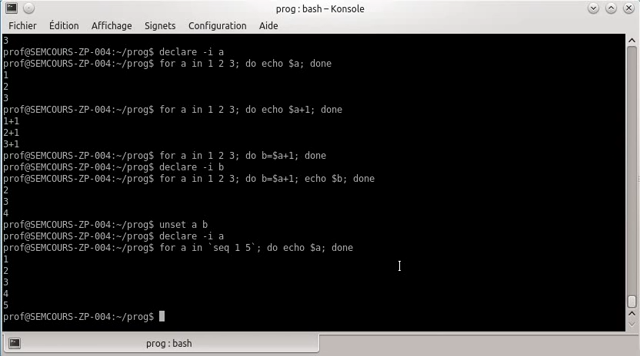 prog : bash – Konsole
Fichier Édition Affichage Signets Configuration Aide
3
prof@SEMCOURS-ZP-004:~/prog$ declare -i a
prof@SEMCOURS-ZP-004:~/prog$ for a in 1 2 3; do echo $a; done
1
2
3
prof@SEMCOURS-ZP-004:~/prog$ for a in 1 2 3; do echo $a+1; done
1+1
2+1
3+1
prof@SEMCOURS-ZP-004:~/prog$ for a in 1 2 3; do b=$a+1; done
prof@SEMCOURS-ZP-004:~/prog$ declare -i b
prof@SEMCOURS-ZP-004:~/prog$ for a in 1 2 3; do b=$a+1; echo $b; done
2
3
4
prof@SEMCOURS-ZP-004:~/prog$ unset a b
prof@SEMCOURS-ZP-004:~/prog$ declare -i a
prof@SEMCOURS-ZP-004:~/prog$ for a in `seq 1 5`; do echo $a; done
1
2
3
4
5
prof@SEMCOURS-ZP-004:~/prog$
prog : bash